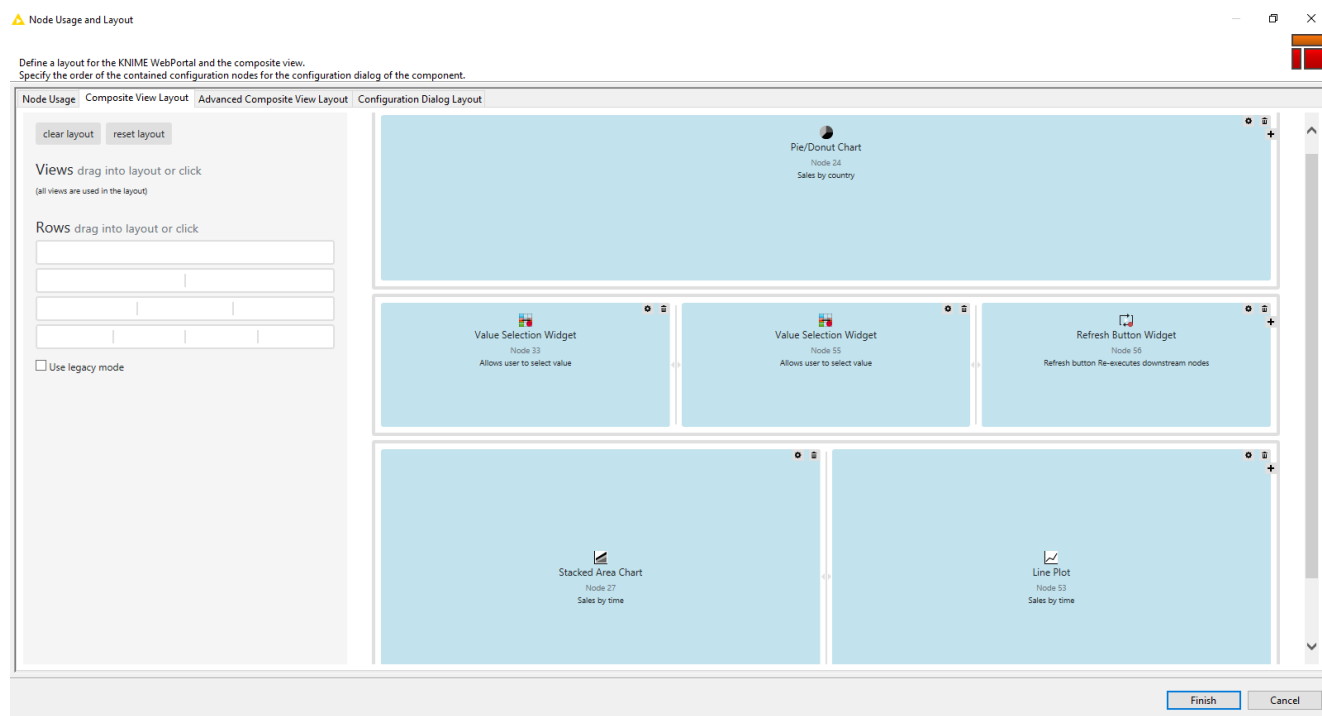 Node Usage and Layout
Define a layout for the KNIME WebPortal and the composite view.
Specify the order of the contained configuration nodes for the configuration dialog of the component.
Node Usage Composite View Layout Advanced Composite View Layout Configuration Dialog Layout
clear layout reset layout
Views drag into layout or click
(all views are used in the layout)
Rows drag into layout or click
Use legacy mode
Pie/Donut Chart
Node 24
Sales by country
Value Selection Widget
Node 33
Allows user to select value
Value Selection Widget
Node 55
Allows user to select value
Refresh Button Widget
Node 56
Refresh button Re-executes downstream nodes
Stacked Area Chart
Node 27
Sales by time
Line Plot
Node 53
Sales by time
Finish Cancel